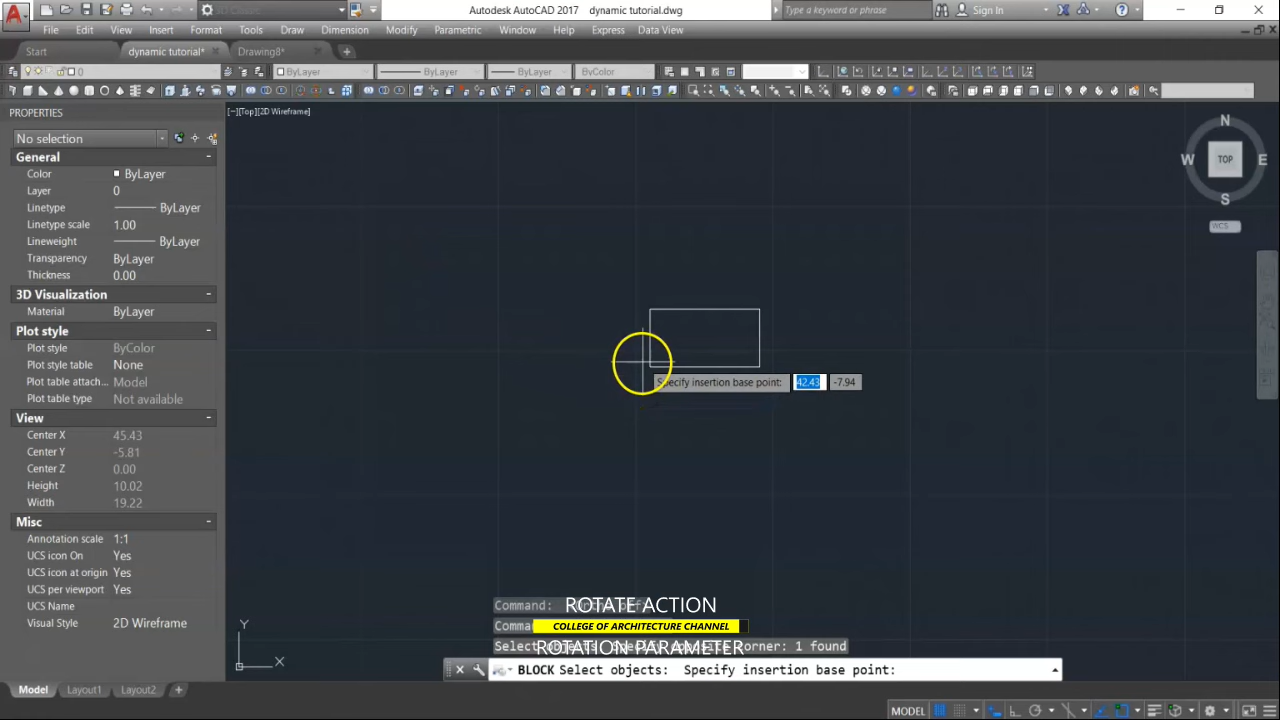 Autodesk AutoCAD 2017 dynamic tutorial.dwg
Type a keyword or phrase
Sign In
File Edit View Insert Format Tools Draw Dimension Modify Parametric Window Help Express Data View
Start dynamic tutorial* Drawing8*
0 ByLayer ByLayer ByLayer ByColor
PROPERTIES
[−][Top][2D Wireframe]
No selection
General
Color ByLayer
Layer 0
Linetype ByLayer
Linetype scale 1.00
Lineweight ByLayer
Transparency ByLayer
Thickness 0.00
3D Visualization
Material ByLayer
Plot style
Plot style ByColor
Plot style table None
Plot table attach... Model
Plot table type Not available
View
Center X 45.43
Center Y -5.81
Center Z 0.00
Height 10.02
Width 19.22
Misc
Annotation scale 1:1
UCS icon On Yes
UCS icon at origin Yes
UCS per viewport Yes
UCS Name
Visual Style 2D Wireframe
N
W TOP E
S
WCS
Specify insertion base point: 42.43 -7.94
Y
X
Command:
ROTATE ACTION
COLLEGE OF ARCHITECTURE CHANNEL
ROTATION PARAMETER
Select objects: Specify opposite corner: 1 found
BLOCK Select objects: Specify insertion base point:
Model Layout1 Layout2 +
MODEL